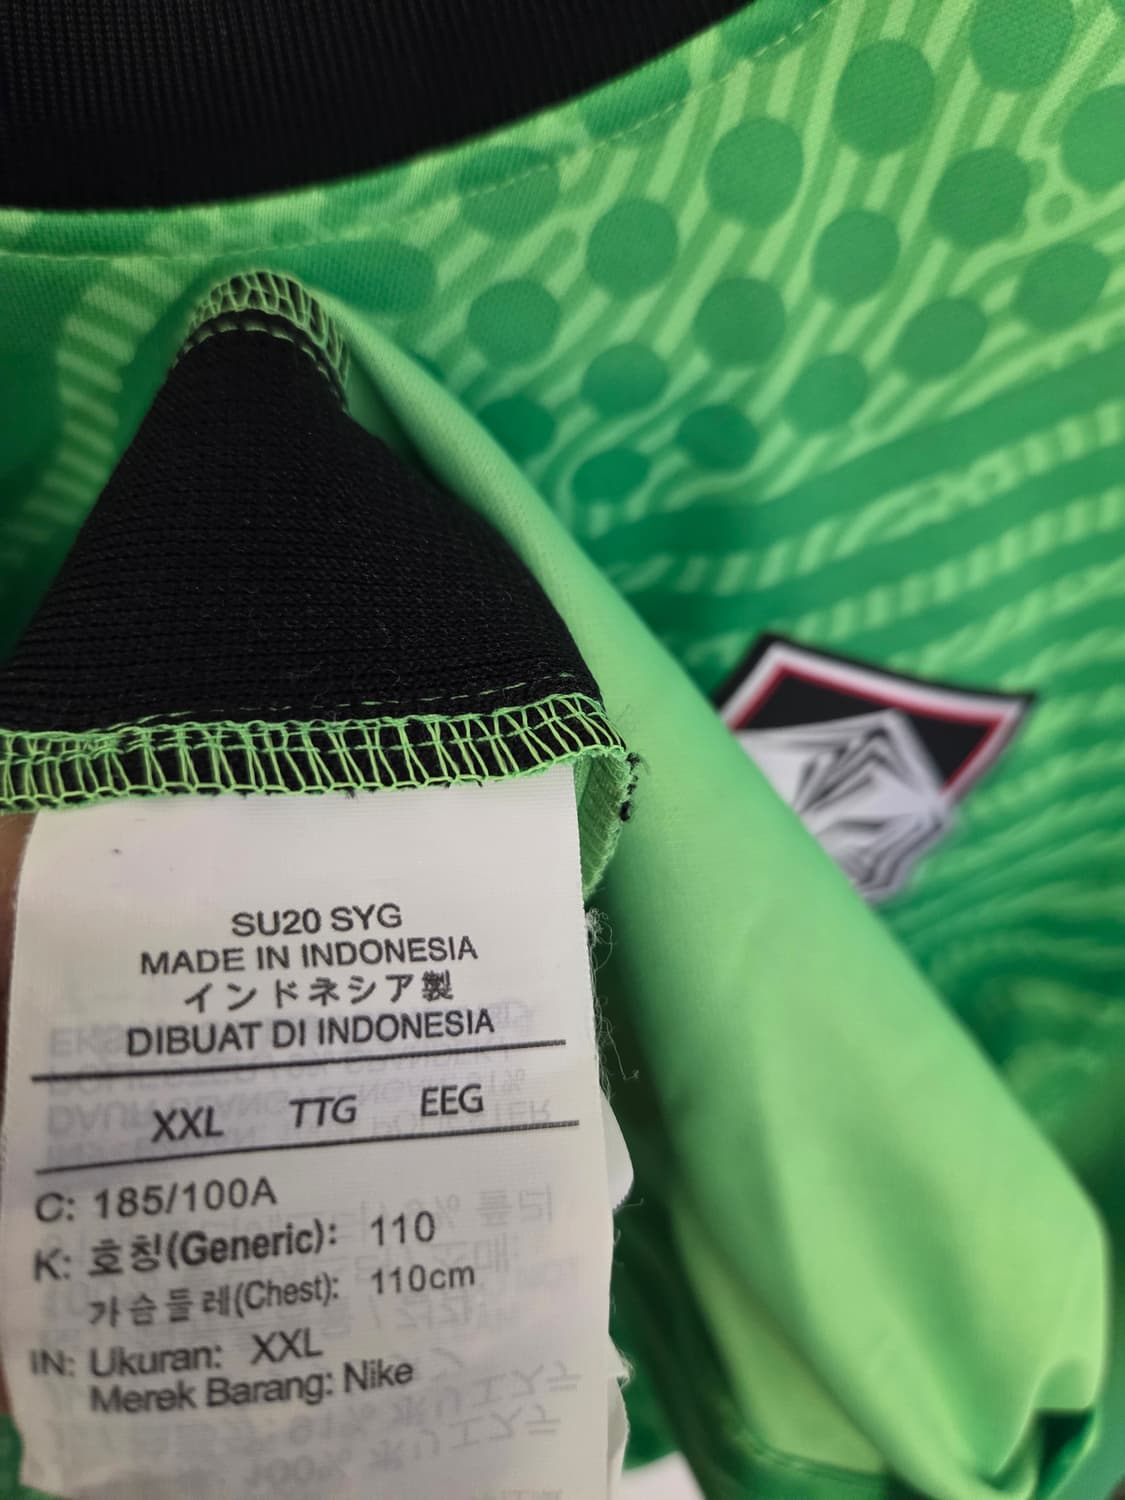 SU20 SYG
MADE IN INDONESIA
インドネシア製
DIBUAT DI INDONESIA
XXL TTG EEG
C: 185/100A
K: 호칭(Generic): 110
가슴둘레(Chest): 110cm
IN: Ukuran: XXL
Merek Barang: Nike